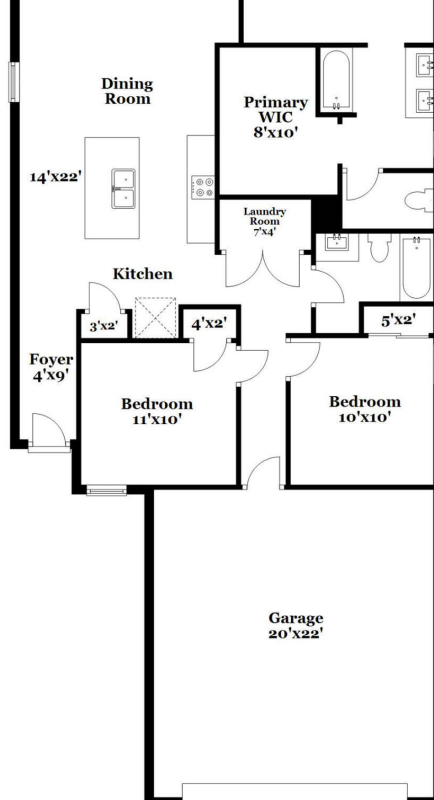 Dining
Room
Primary
WIC
8'x10'
14'x22'
Laundry
Room
7'x4'
Kitchen
3'x2'
4'x2'
5'x2'
Foyer
4'x9'
Bedroom
11'x10'
Bedroom
10'x10'
Garage
20'x22'